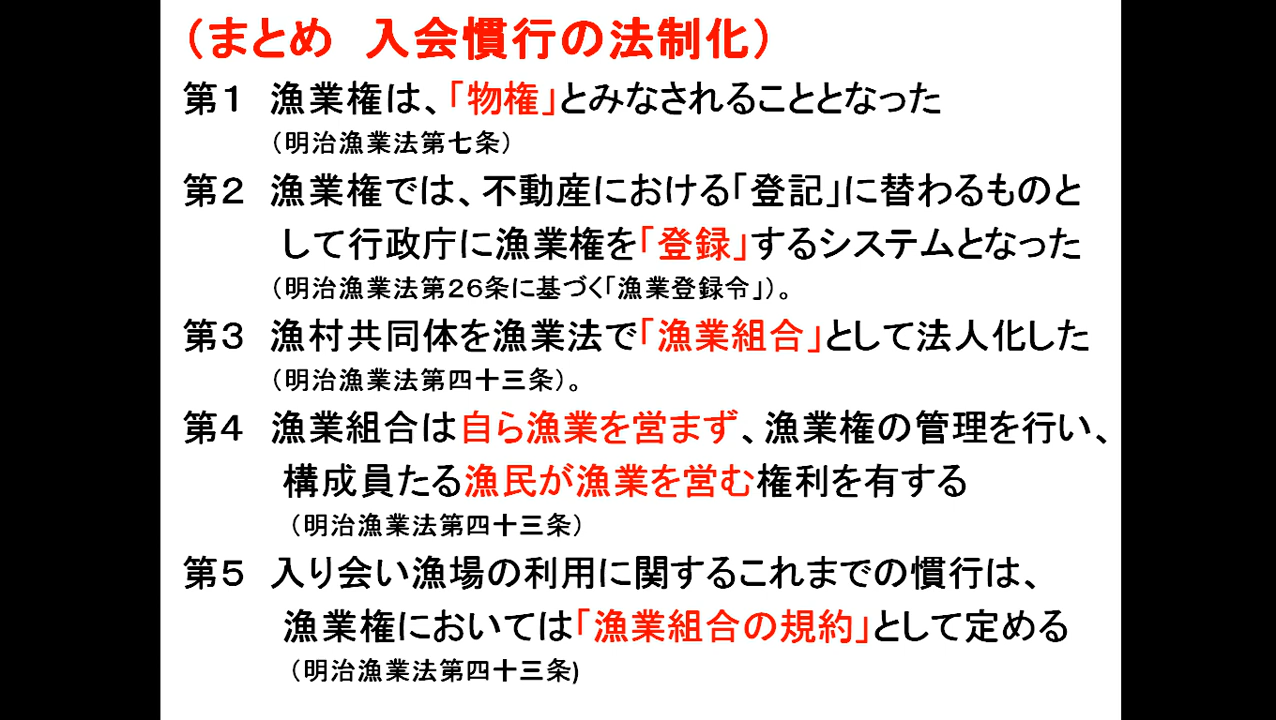 （まとめ　入会慣行の法制化）
第１　漁業権は、「物権」とみなされることとなった
（明治漁業法第七条）
第２　漁業権では、不動産における「登記」に替わるものと
して行政庁に漁業権を「登録」するシステムとなった
（明治漁業法第２６条に基づく「漁業登録令」）。
第３　漁村共同体を漁業法で「漁業組合」として法人化した
（明治漁業法第四十三条）。
第４　漁業組合は自ら漁業を営まず、漁業権の管理を行い、
構成員たる漁民が漁業を営む権利を有する
（明治漁業法第四十三条）
第５　入り会い漁場の利用に関するこれまでの慣行は、
漁業権においては「漁業組合の規約」として定める
（明治漁業法第四十三条)